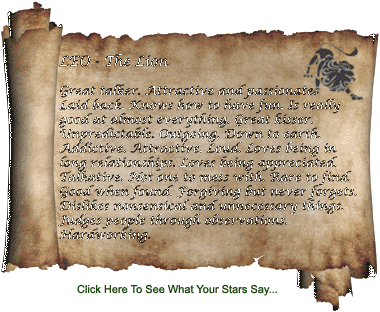 LEO - The Lion
Great talker. Attractive and passionate.
Laid back. Knows how to have fun. Is really
good at almost everything. Great kisser.
Unpredictable. Outgoing. Down to earth.
Addictive. Attractive. Loud. Loves being in
long relationships. Loves being appreciated.
Talkative. Not one to mess with. Rare to find.
Good when found. Forgiving but never forgets.
Dislikes nonsensical and unnecessary things.
Judges people through observations.
Hardworking.
Click Here To See What Your Stars Say...